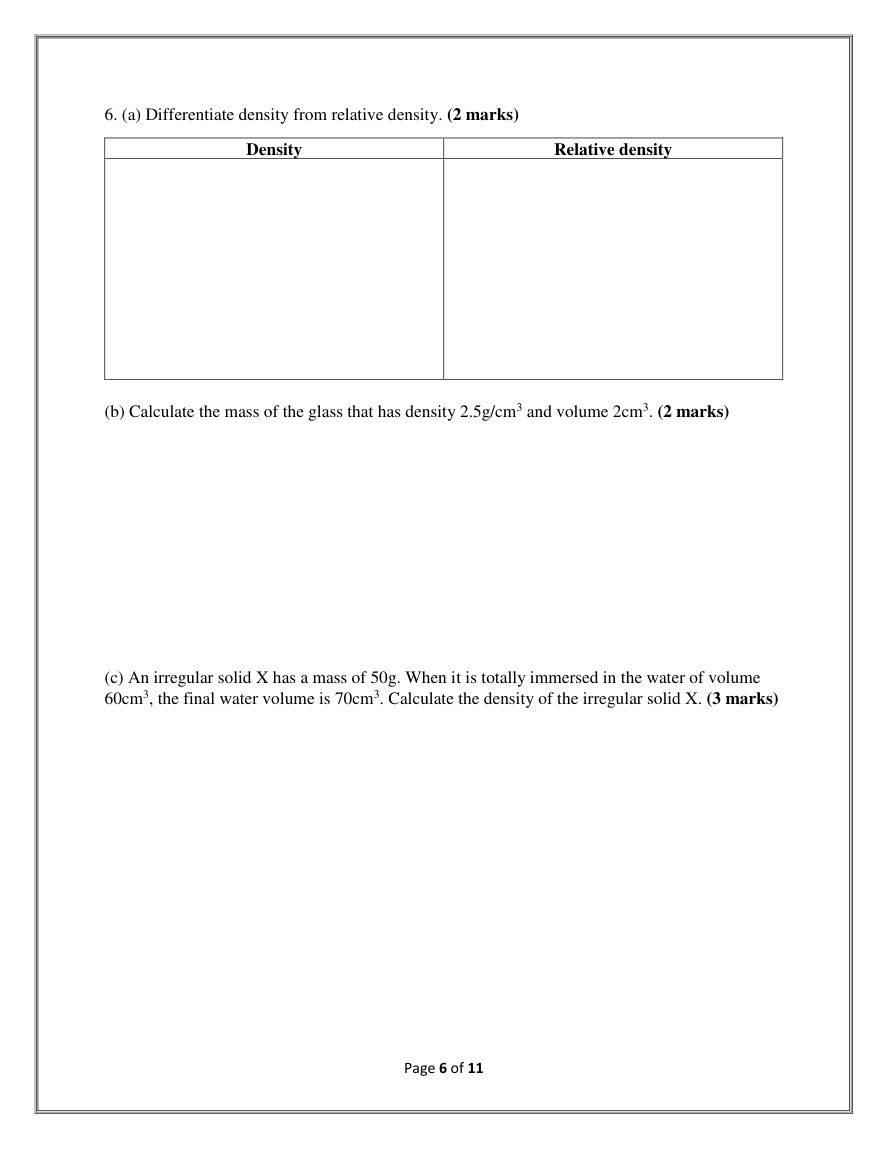 6. (a) Differentiate density from relative density. (2 marks)
Density Relative density
(b) Calculate the mass of the glass that has density 2.5g/cm³ and volume 2cm³. (2 marks)
(c) An irregular solid X has a mass of 50g. When it is totally immersed in the water of volume
60cm³, the final water volume is 70cm³. Calculate the density of the irregular solid X. (3 marks)
Page 6 of 11